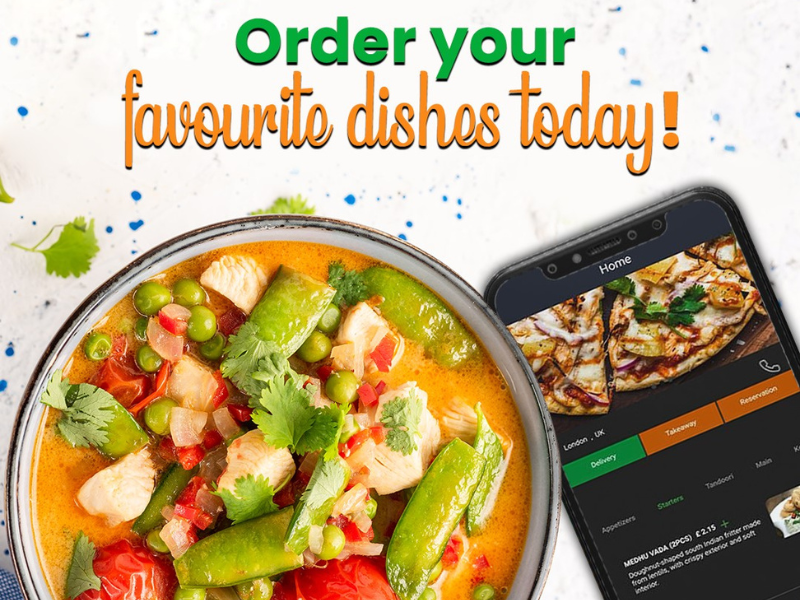 Order your
favourite dishes today!
Home
London , UK
Delivery
Takeaway
Reservation
Appetizers
Starters
Tandoori
Main
MEDHU VADA (2PCS) £2.15 +
Doughnut-shaped south Indian fritter made
from lentils, with crispy exterior and soft
interior.